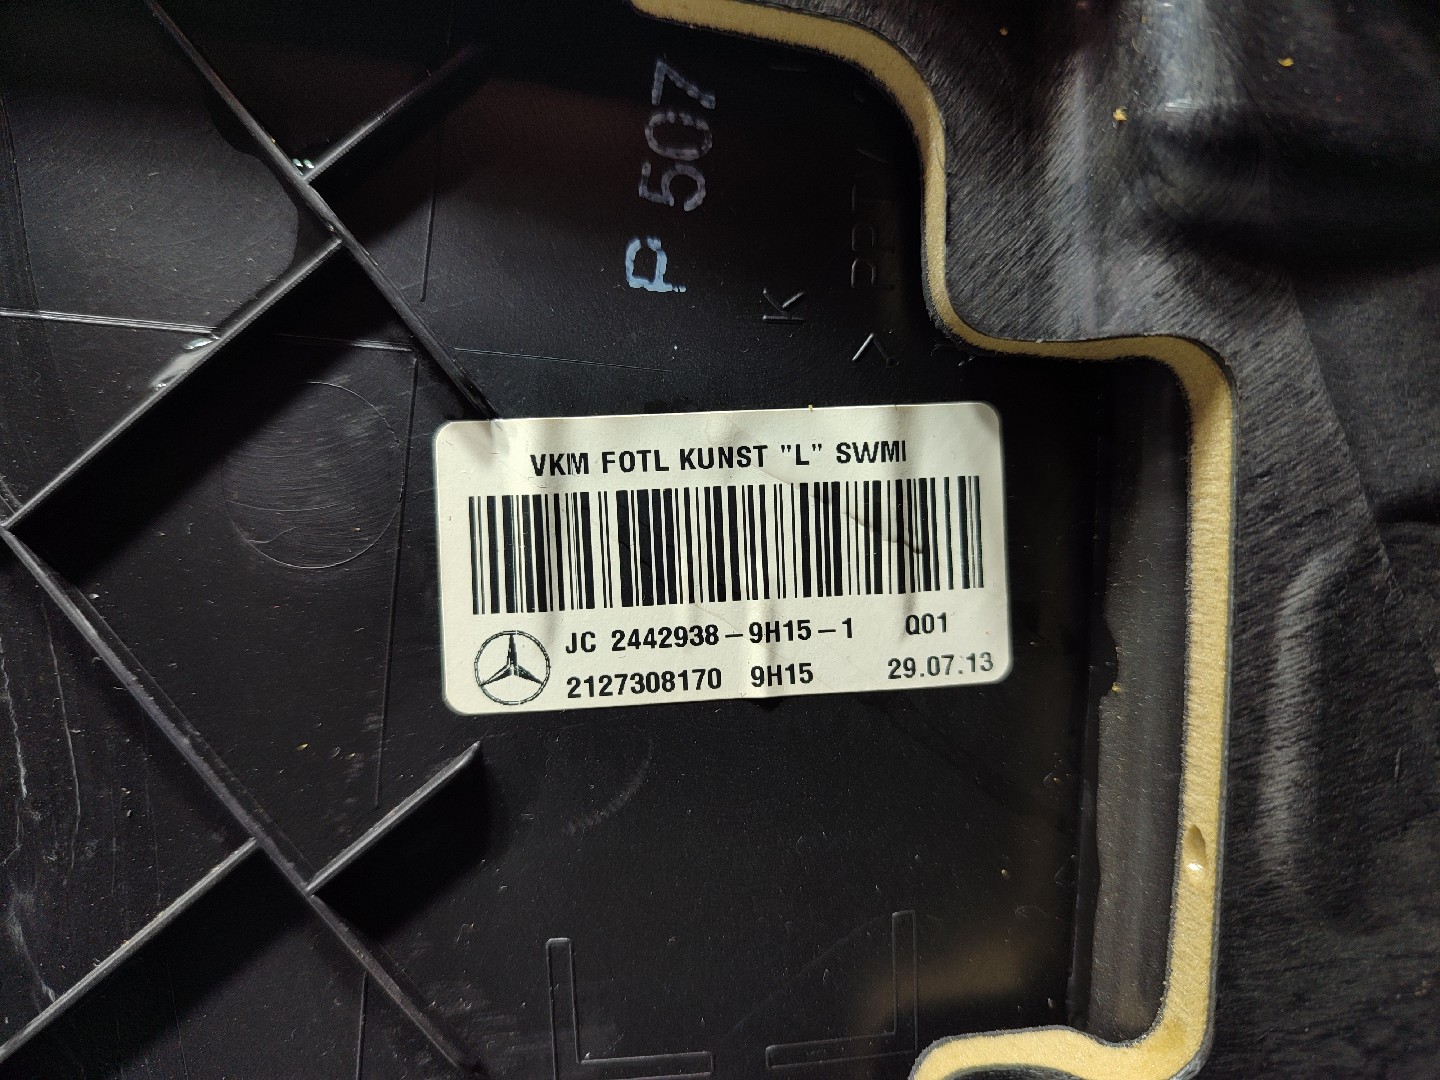 P 507
K
VKM FOTL KUNST "L" SWMI
JC 2442938-9H15-1 Q01
2127308170 9H15 29.07.13